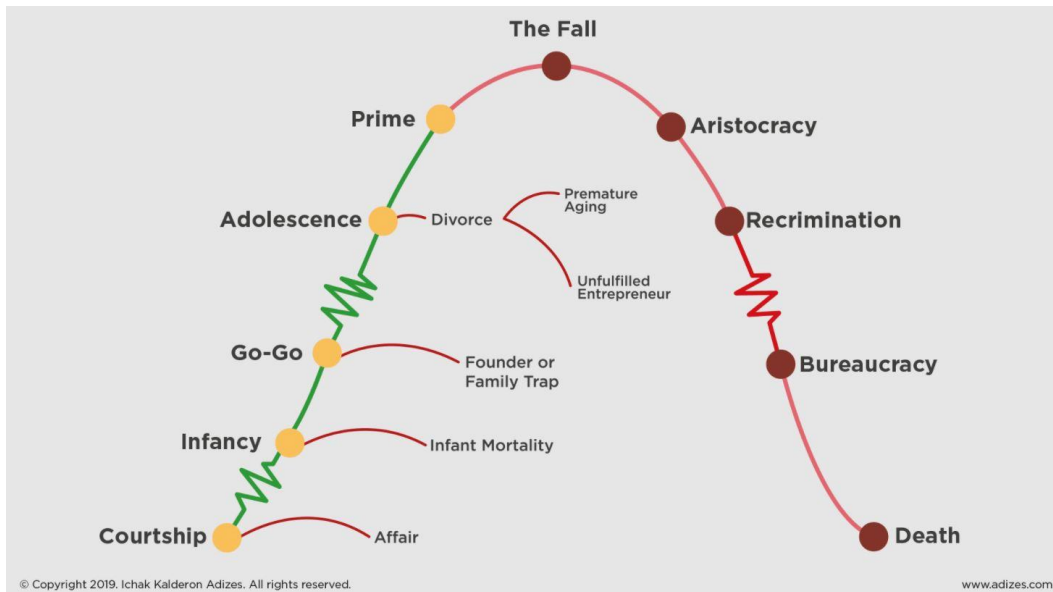 The Fall
Prime
Aristocracy
Adolescence
Divorce
Premature
Aging
Unfulfilled
Entrepreneur
Recrimination
Go-Go
Founder or
Family Trap
Bureaucracy
Infancy
Infant Mortality
Courtship
Affair
Death
© Copyright 2019. Ichak Kalderon Adizes. All rights reserved.
www.adizes.com